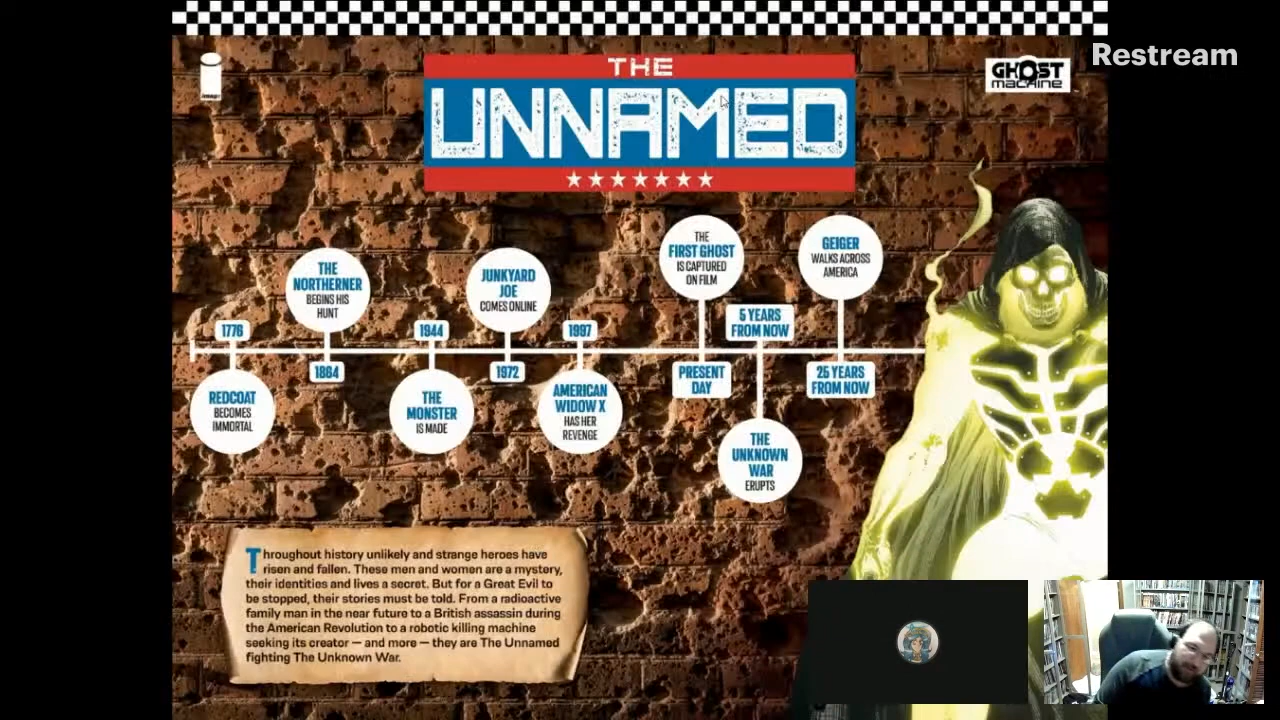 Restream
image
GHOST
MACHINE
THE
UNNAMED
THE
NORTHERNER
BEGINS HIS
HUNT
JUNKYARD
JOE
COMES ONLINE
THE
FIRST GHOST
IS CAPTURED
ON FILM
GEIGER
WALKS ACROSS
AMERICA
1776
1944
1997
5 YEARS
FROM NOW
1864
1972
PRESENT
DAY
25 YEARS
FROM NOW
REDCOAT
BECOMES
IMMORTAL
THE
MONSTER
IS MADE
AMERICAN
WIDOW X
HAS HER
REVENGE
THE
UNKNOWN
WAR
ERUPTS
Throughout history unlikely and strange heroes have
risen and fallen. These men and women are a mystery,
their identities and lives a secret. But for a Great Evil to
be stopped, their stories must be told. From a radioactive
family man in the near future to a British assassin during
the American Revolution to a robotic killing machine
seeking its creator — and more — they are The Unnamed
fighting The Unknown War.